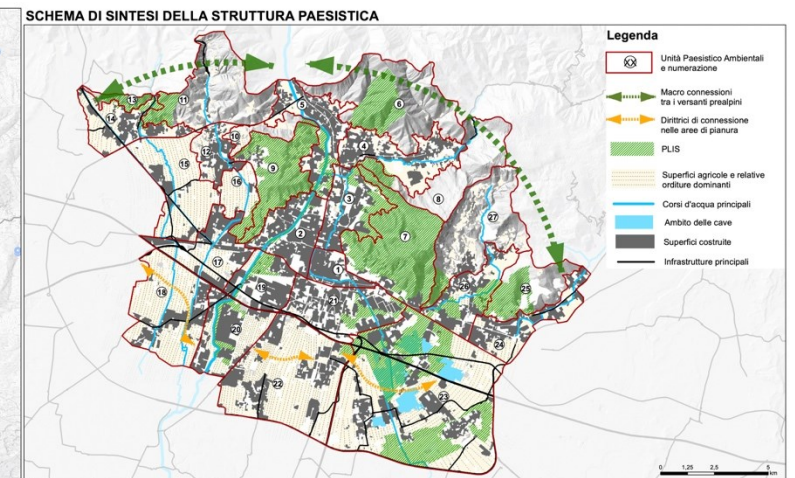 SCHEMA DI SINTESI DELLA STRUTTURA PAESISTICA
Legenda
XX
Unità Paesistico Ambientali
e numerazione
Macro connessioni
tra i versanti prealpini
Dirittrici di connessione
nelle aree di pianura
PLIS
Superfici agricole e relative
orditure dominanti
Corsi d'acqua principali
Ambito delle cave
Superfici costruite
Infrastrutture principali
13
11
14
5
6
10
4
12
15
9
16
3
8
27
2
7
17
1
18
19
26
25
21
20
24
22
23
0 1,25 2,5 5
km